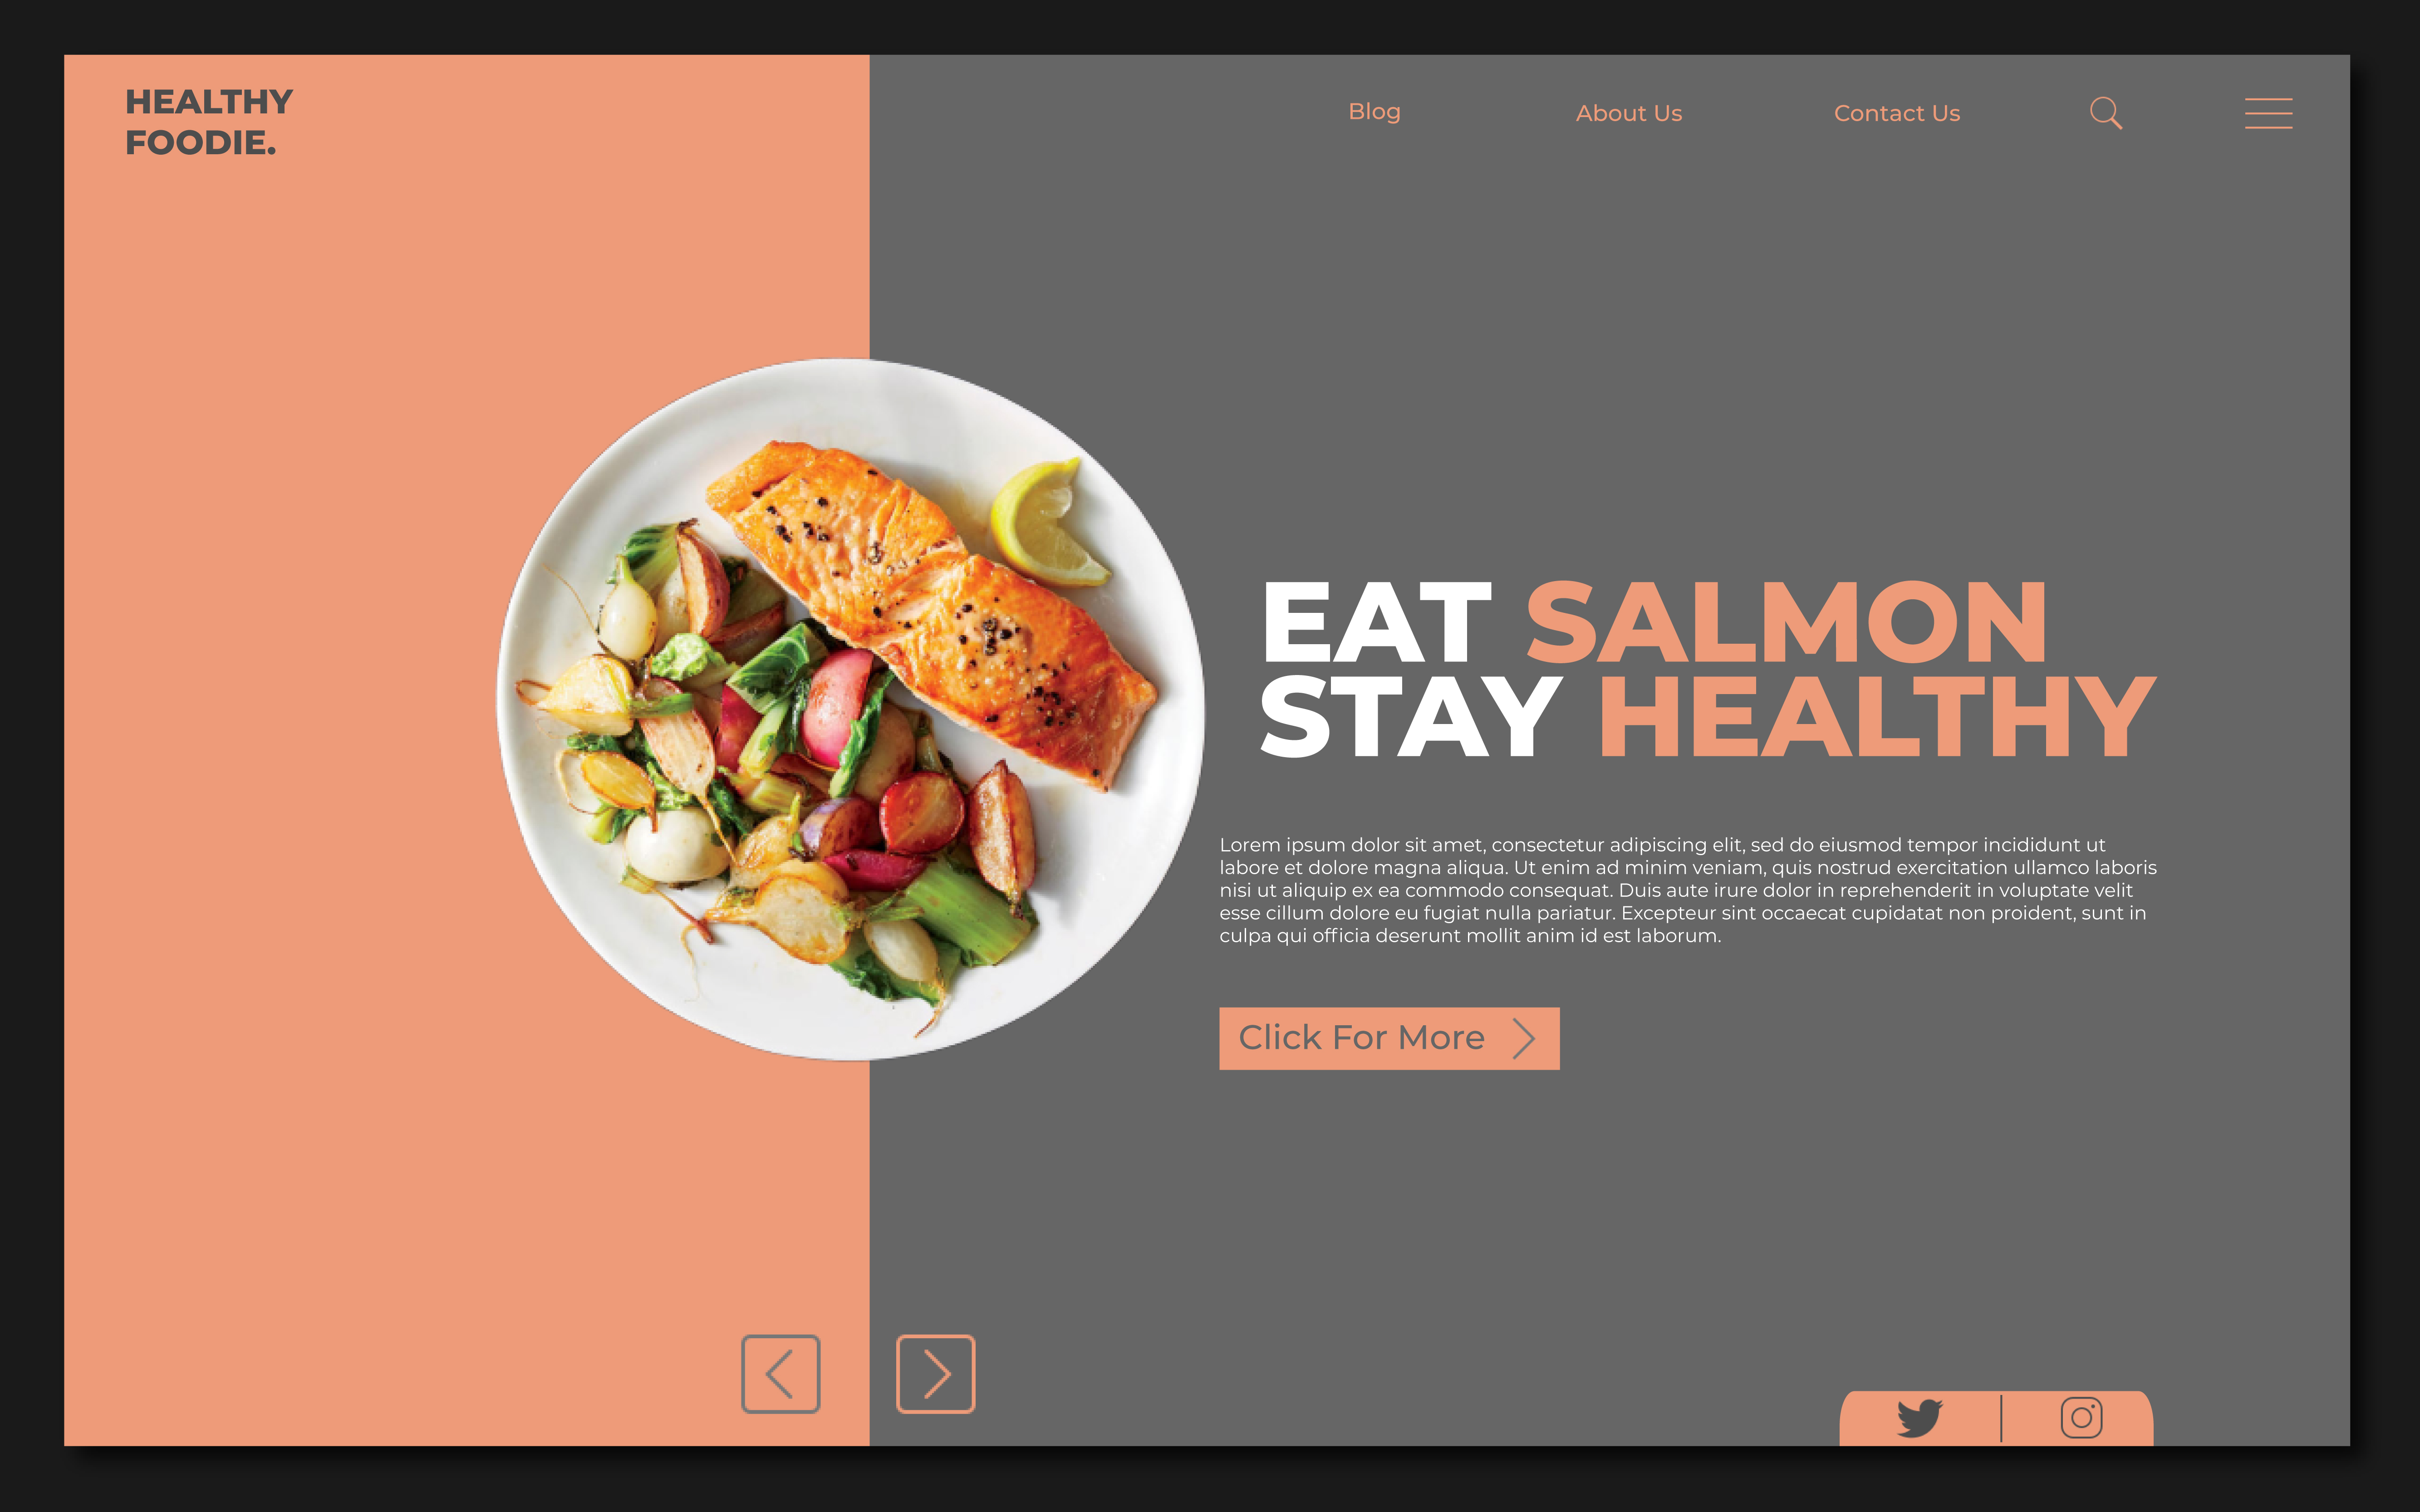 HEALTHY
FOODIE.
Blog
About Us
Contact Us
EAT SALMON
STAY HEALTHY
Lorem ipsum dolor sit amet, consectetur adipiscing elit, sed do eiusmod tempor incididunt ut
labore et dolore magna aliqua. Ut enim ad minim veniam, quis nostrud exercitation ullamco laboris
nisi ut aliquip ex ea commodo consequat. Duis aute irure dolor in reprehenderit in voluptate velit
esse cillum dolore eu fugiat nulla pariatur. Excepteur sint occaecat cupidatat non proident, sunt in
culpa qui officia deserunt mollit anim id est laborum.
Click For More